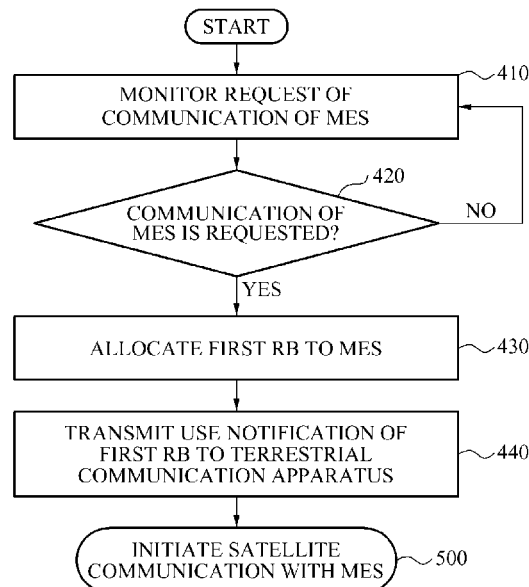 START
410
MONITOR REQUEST OF
COMMUNICATION OF MES
420
COMMUNICATION OF
MES IS REQUESTED?
NO
YES
ALLOCATE FIRST RB TO MES
430
TRANSMIT USE NOTIFICATION OF
FIRST RB TO TERRESTRIAL
COMMUNICATION APPARATUS
440
INITIATE SATELLITE
COMMUNICATION WITH MES
500